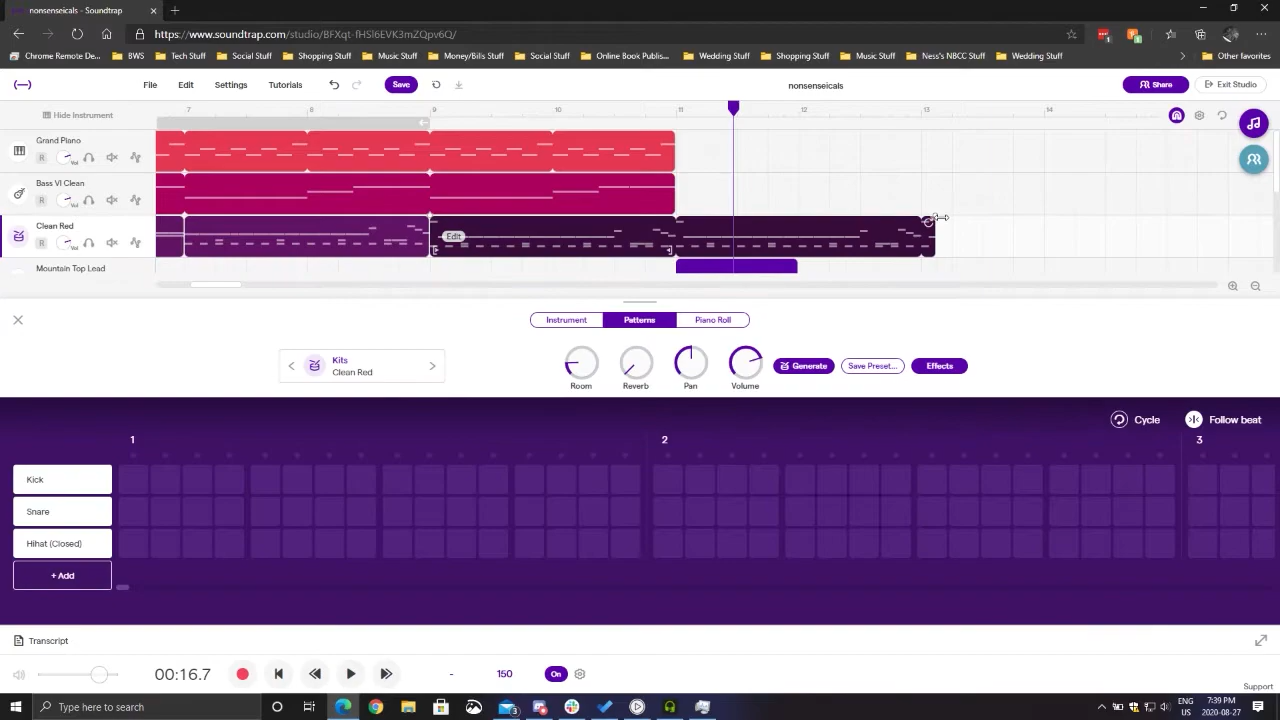 nonsenseicals - Soundtrap
https://www.soundtrap.com/studio/BFXqt-fHSl6EVK3mZQpv6Q/
Chrome Remote De... BWS Tech Stuff Social Stuff Shopping Stuff Music Stuff Money/Bills Stuff Social Stuff Online Book Public... Wedding Stuff Shopping Stuff Music Stuff Ness's NBCC Stuff Wedding Stuff Other favorites
File Edit Settings Tutorials Save nonsenseicals Share Exit Studio
Hide Instrument 7 8 9 10 11 12 13 14
Grand Piano
R Vol
Bass VI Clean
R Vol
Clean Red
R Vol Edit
Mountain Top Lead
Instrument Patterns Piano Roll
Kits
Clean Red
Room Reverb Pan Volume Generate Save Preset... Effects
Cycle Follow beat
1 2 3
Kick
Snare
Hihat (Closed)
+ Add
Transcript
00:16.7 - 150 On
Support
Type here to search
3
ENG
US
7:39 PM
2020-08-27
2